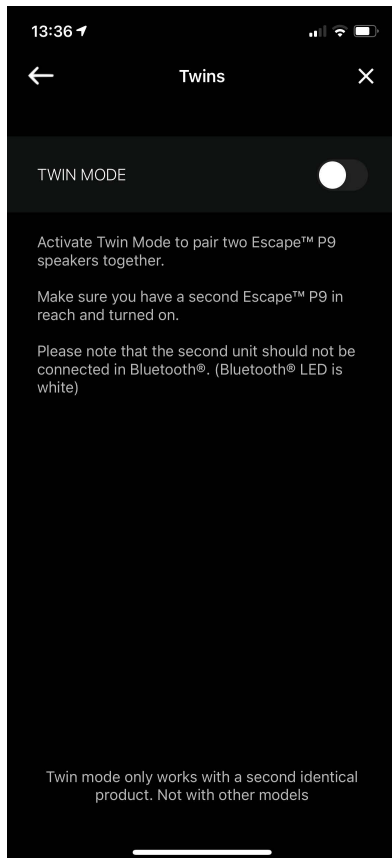 13:36
Twins
TWIN MODE
Activate Twin Mode to pair two Escape™ P9
speakers together.
Make sure you have a second Escape™ P9 in
reach and turned on.
Please note that the second unit should not be
connected in Bluetooth®. (Bluetooth® LED is
white)
Twin mode only works with a second identical
product. Not with other models